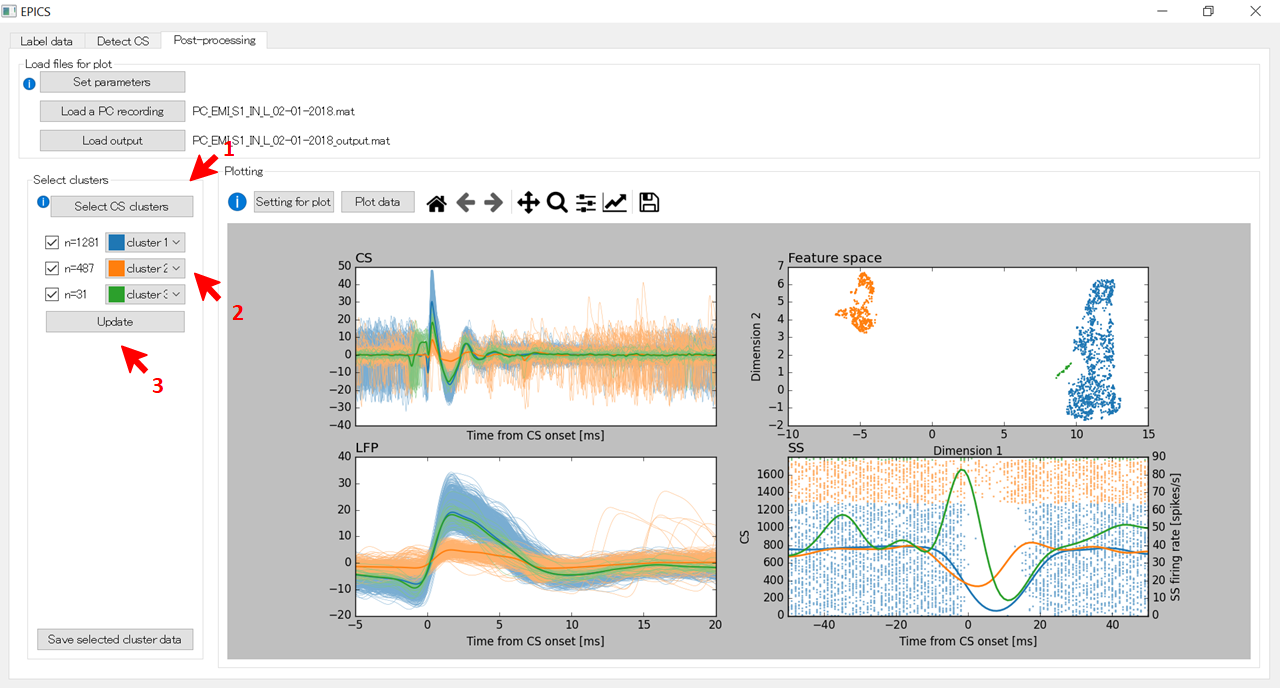 EPICS
Label data Detect CS Post-processing
Load files for plot
i Set parameters
Load a PC recording PC_EMI_S1_IN_L_02-01-2018.mat
Load output PC_EMI_S1_IN_L_02-01-2018_output.mat
1
Select clusters
i Select CS clusters
n=1281 cluster 1
n=487 cluster 2
n=31 cluster 3
2
Update
3
Save selected cluster data
Plotting
i Setting for plot Plot data
CS
50
40
30
20
10
0
−10
−20
−30
−40
Time from CS onset [ms]
Feature space
Dimension 2
7
6
5
4
3
2
1
0
−1
−2
−10 −5 0 5 10 15
Dimension 1
LFP
40
30
20
10
0
−10
−20
−5 0 5 10 15 20
Time from CS onset [ms]
SS
CS
1600
1400
1200
1000
800
600
400
200
0
90
80
70
60
50
40
30
20
10
0
SS firing rate [spikes/s]
−40 −20 0 20 40
Time from CS onset [ms]